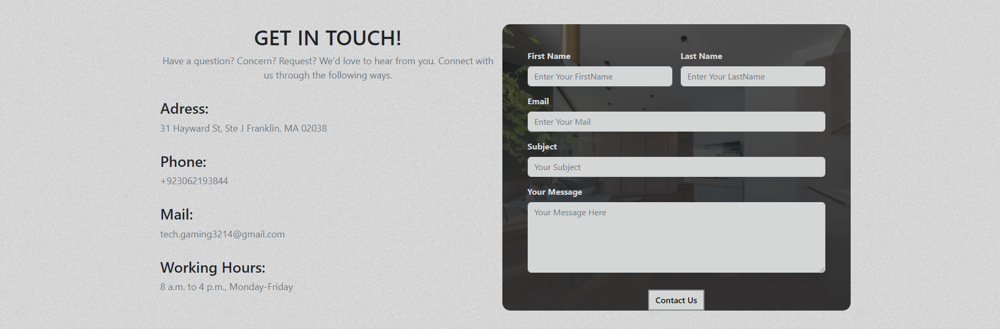 GET IN TOUCH!
Have a question? Concern? Request? We’d love to hear from you. Connect with
us through the following ways.
Adress:
31 Hayward St, Ste J Franklin, MA 02038
Phone:
+923062193844
Mail:
tech.gaming3214@gmail.com
Working Hours:
8 a.m. to 4 p.m., Monday-Friday
First Name
Last Name
Enter Your FirstName
Enter Your LastName
Email
Enter Your Mail
Subject
Your Subject
Your Message
Your Message Here
Contact Us